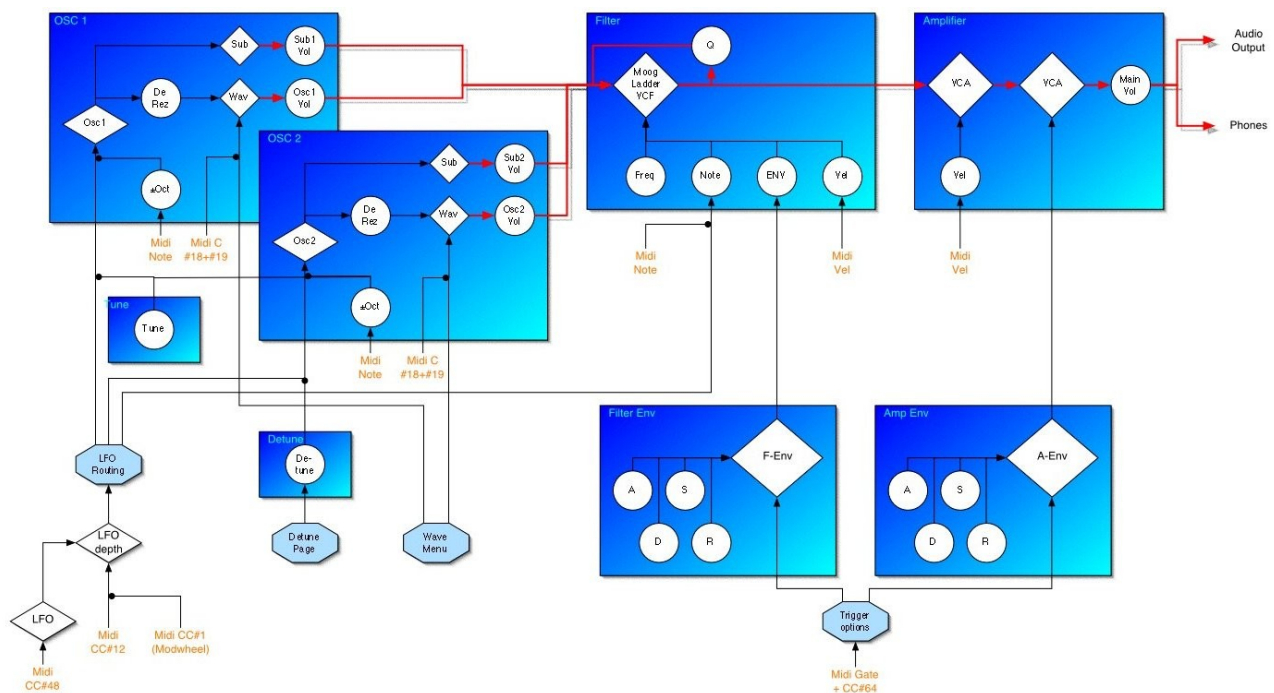 OSC 1
Sub
Sub1
Vol
De
Rez
Wav
Osc1
Vol
Osc1
±Oct
Midi
Note
Midi C
#18+#19
OSC 2
Sub
Sub2
Vol
De
Rez
Wav
Osc2
Vol
Osc2
±Oct
Midi
Note
Midi C
#18+#19
Filter
Q
Moog
Ladder
VCF
Freq
Note
ENV
Vel
Midi
Note
Midi
Vel
Amplifier
VCA
VCA
Main
Vol
Vel
Midi
Vel
Audio
Output
Phones
Tune
Tune
LFO
Routing
Detune
De-
tune
Detune
Page
Wave
Menu
LFO
depth
LFO
Midi
CC#12
Midi CC#1
(Modwheel)
Midi
CC#48
Filter Env
F-Env
A
S
D
R
Amp Env
A-Env
A
S
D
R
Trigger
options
Midi Gate
+ CC#64